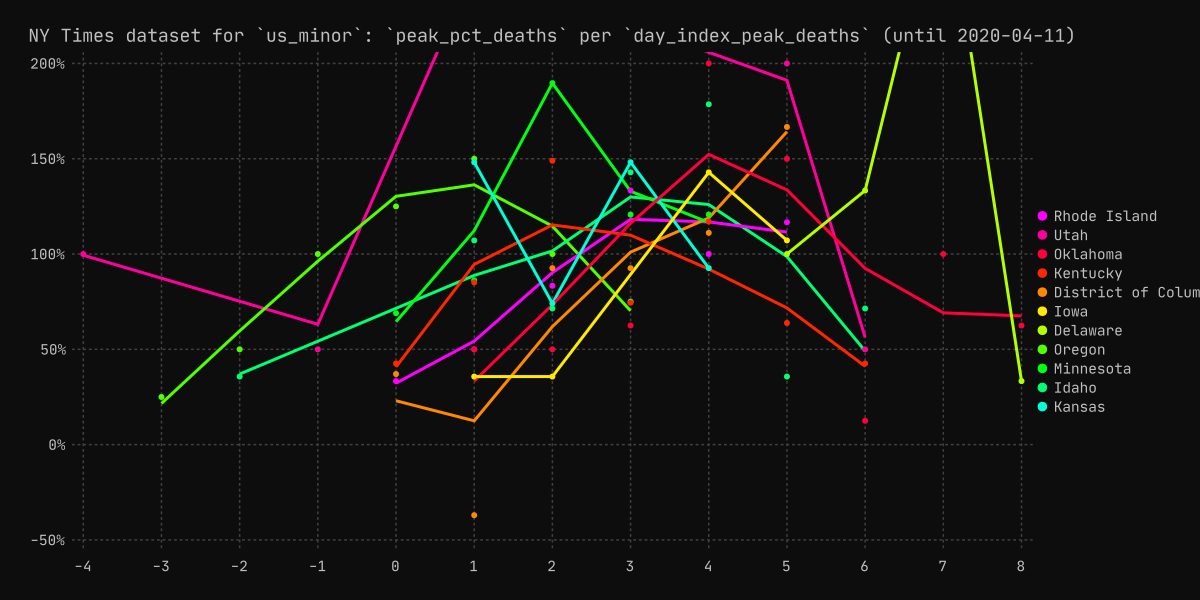 NY Times dataset for `us_minor`: `peak_pct_deaths` per `day_index_peak_deaths` (until 2020-04-11)
200%
150%
100%
50%
0%
-50%
-4 -3 -2 -1 0 1 2 3 4 5 6 7 8
Rhode Island
Utah
Oklahoma
Kentucky
District of Colum
Iowa
Delaware
Oregon
Minnesota
Idaho
Kansas